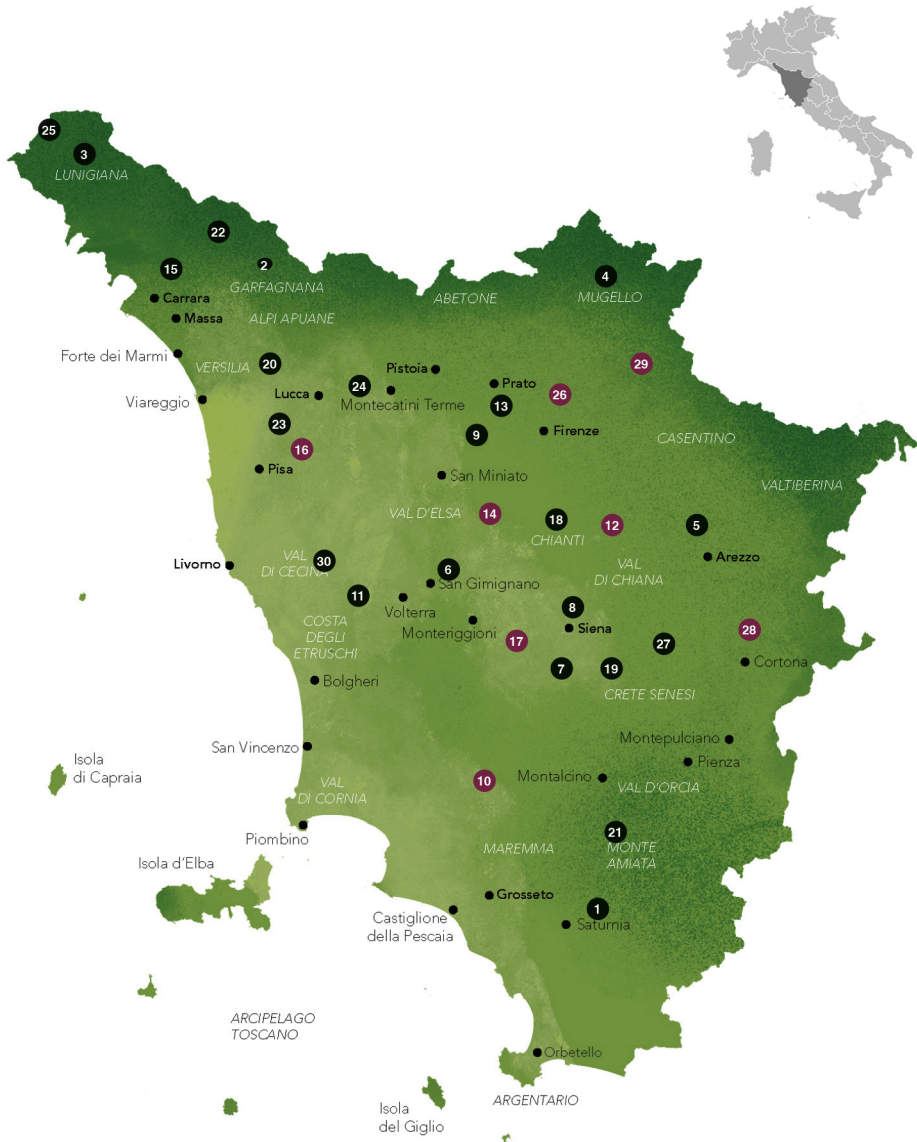 25
3
LUNIGIANA
22
2
15
GARFAGNANA
4
MUGELLO
Carrara
ABETONE
Massa
ALPI APUANE
Forte dei Marmi
VERSILIA
20
Pistoia
29
24
Prato
Lucca
Montecatini Terme
26
Viareggio
13
23
9
Firenze
16
CASENTINO
Pisa
San Miniato
VALTIBERINA
VAL D'ELSA
14
18
12
5
CHIANTI
Livorno
VAL
DI CECINA
30
6
VAL
DI CHIANA
Arezzo
San Gimignano
11
Volterra
8
COSTA
DEGLI
ETRUSCHI
Monteriggioni
Siena
28
17
27
7
19
Cortona
Bolgheri
CRETE SENESI
San Vincenzo
Montepulciano
Isola
di Capraia
Pienza
10
Montalcino
VAL
DI CORNIA
VAL D'ORCIA
Piombino
21
MAREMMA
MONTE
AMIATA
Isola d'Elba
Grosseto
1
Castiglione
della Pescaia
Saturnia
ARCIPELAGO
TOSCANO
Orbetello
ARGENTARIO
Isola
del Giglio